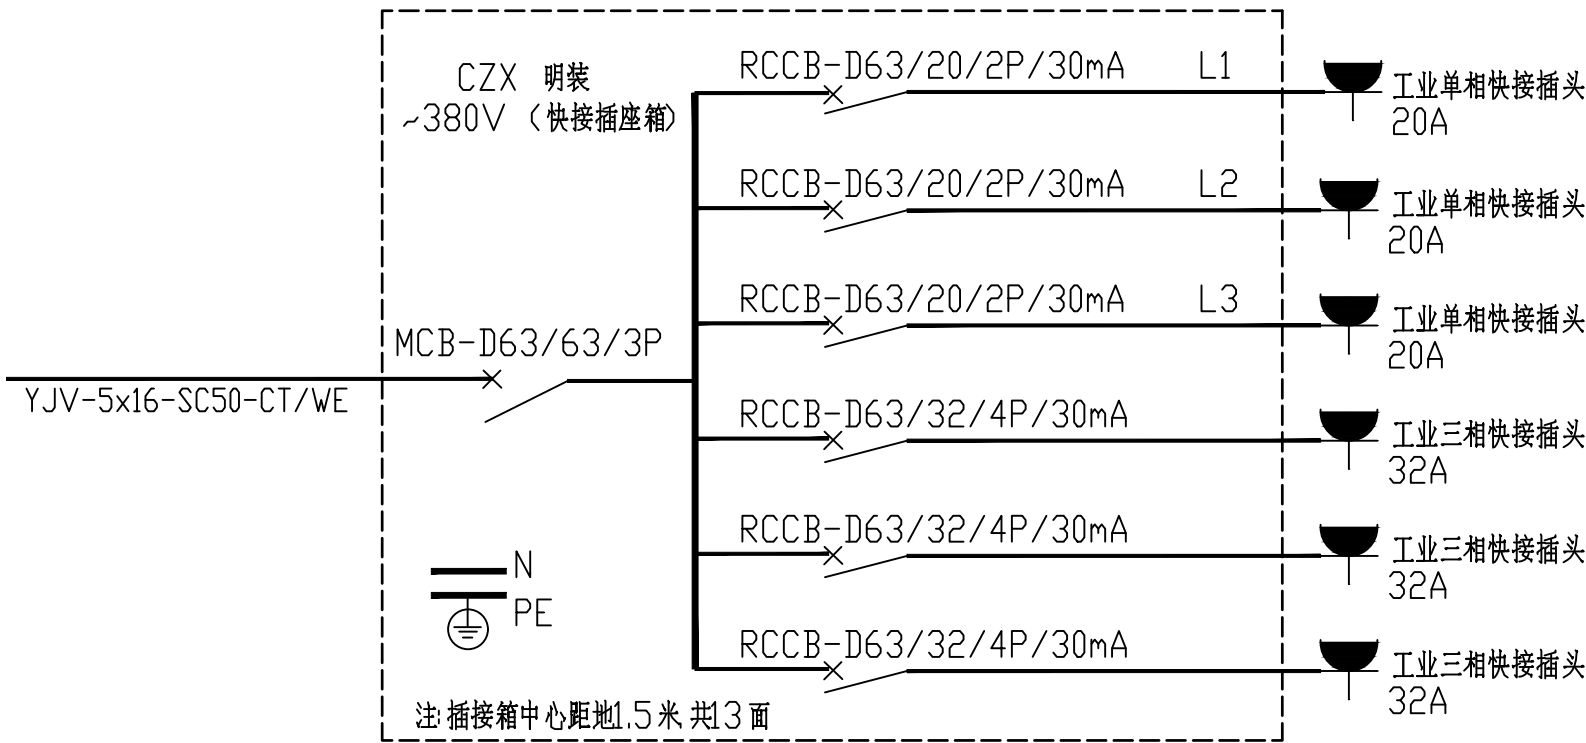 CZX 明装
~380V（快接插座箱）
RCCB-D63/20/2P/30mA L1
工业单相快接插头
20A
RCCB-D63/20/2P/30mA L2
工业单相快接插头
20A
RCCB-D63/20/2P/30mA L3
工业单相快接插头
20A
MCB-D63/63/3P
YJV-5x16-SC50-CT/WE
RCCB-D63/32/4P/30mA
工业三相快接插头
32A
RCCB-D63/32/4P/30mA
工业三相快接插头
32A
N
PE
RCCB-D63/32/4P/30mA
工业三相快接插头
32A
注:插接箱中心距地1.5米,共13面